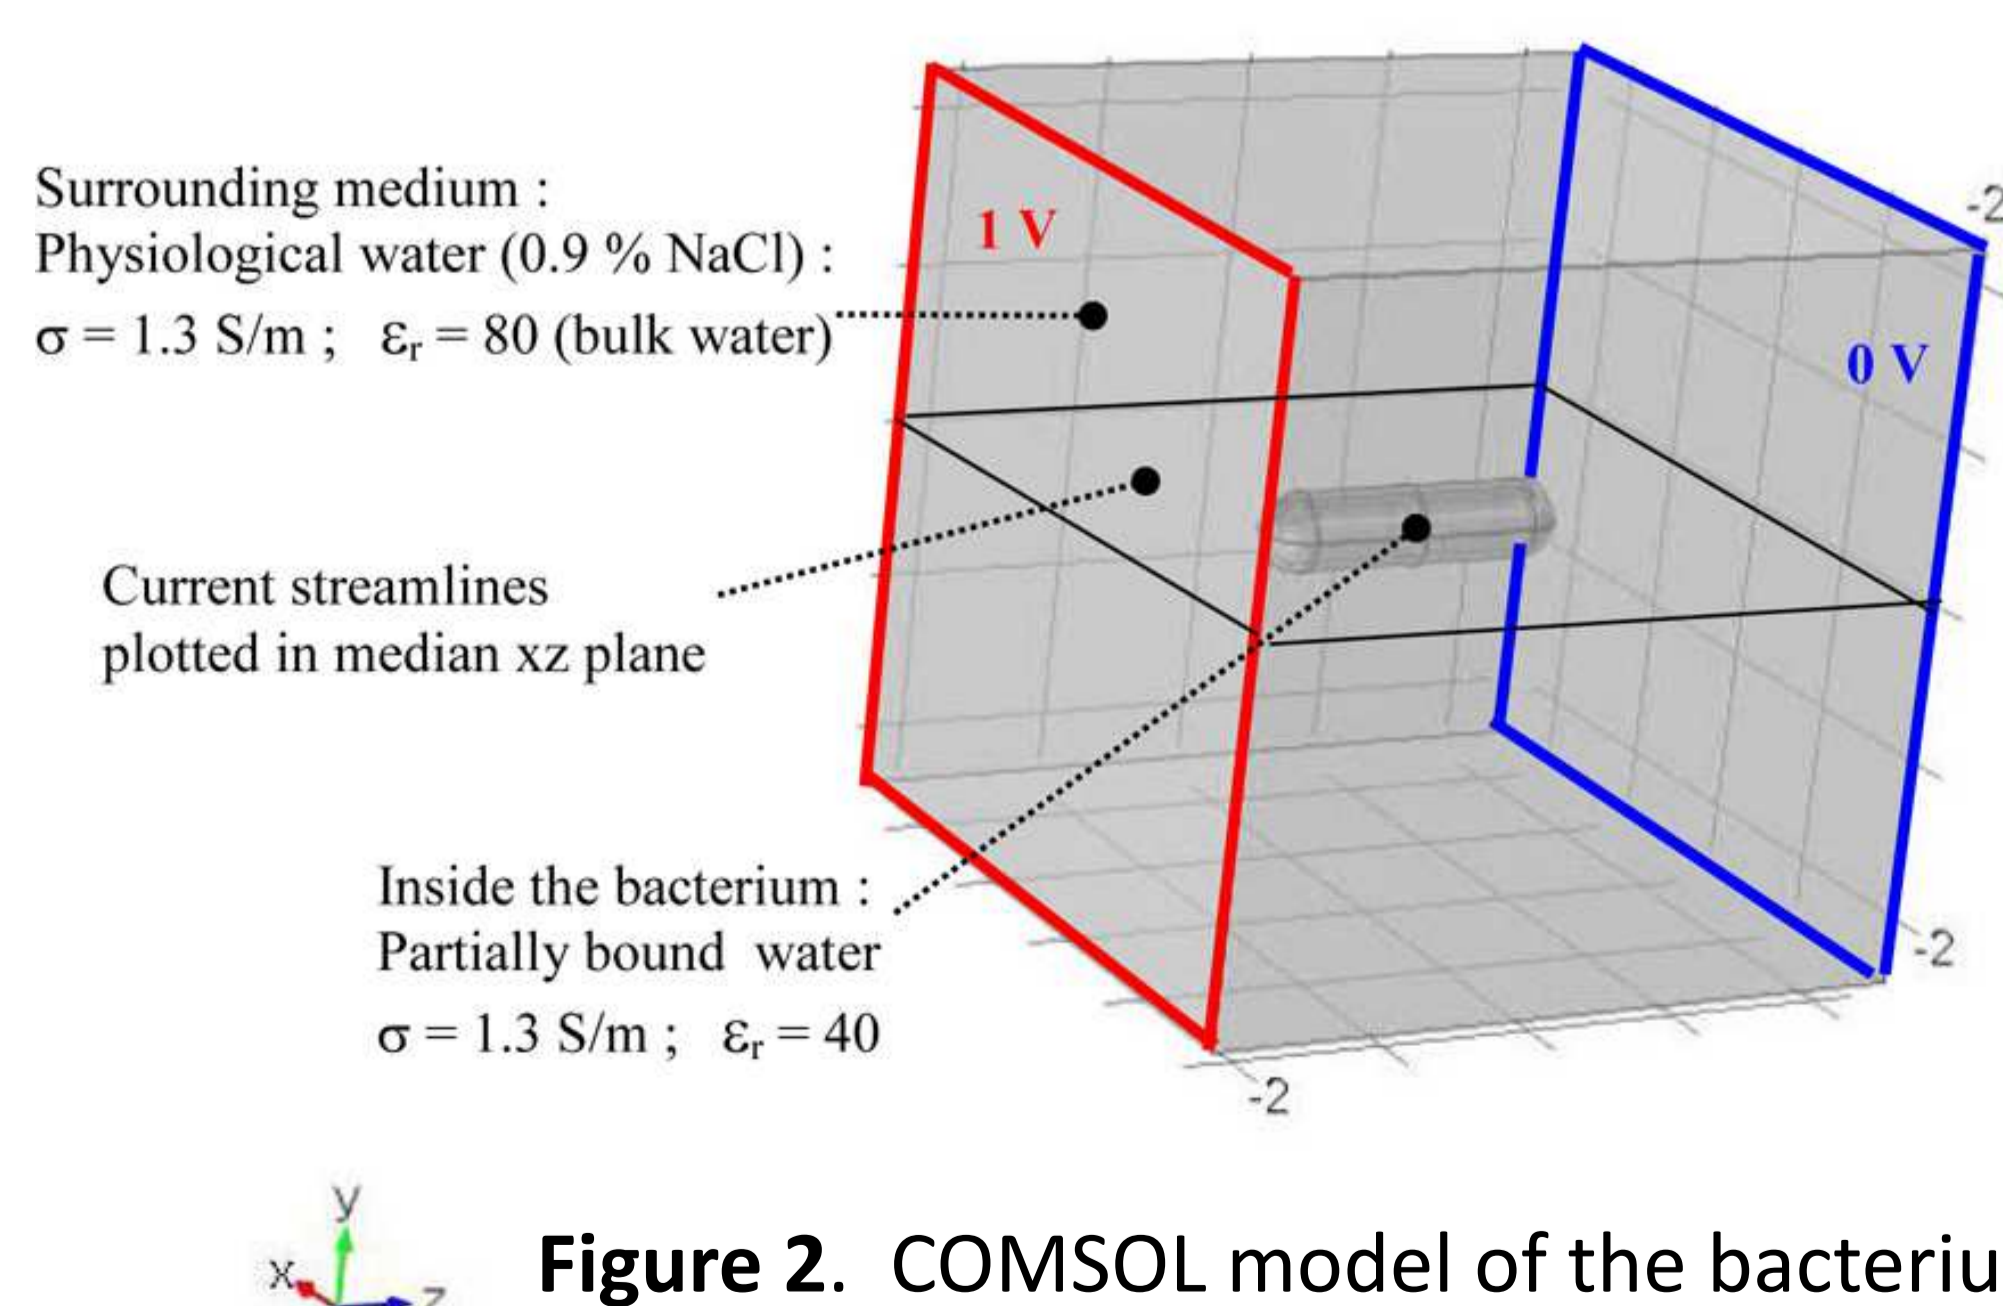 Surrounding medium :
Physiological water (0.9 % NaCl) :
σ = 1.3 S/m ;   εr = 80 (bulk water)
1 V
0 V
-2
Current streamlines
plotted in median xz plane
Inside the bacterium :
Partially bound  water
σ = 1.3 S/m ;   εr = 40
-2
-2
y
x
z
Figure 2.  COMSOL model of the bacteriu